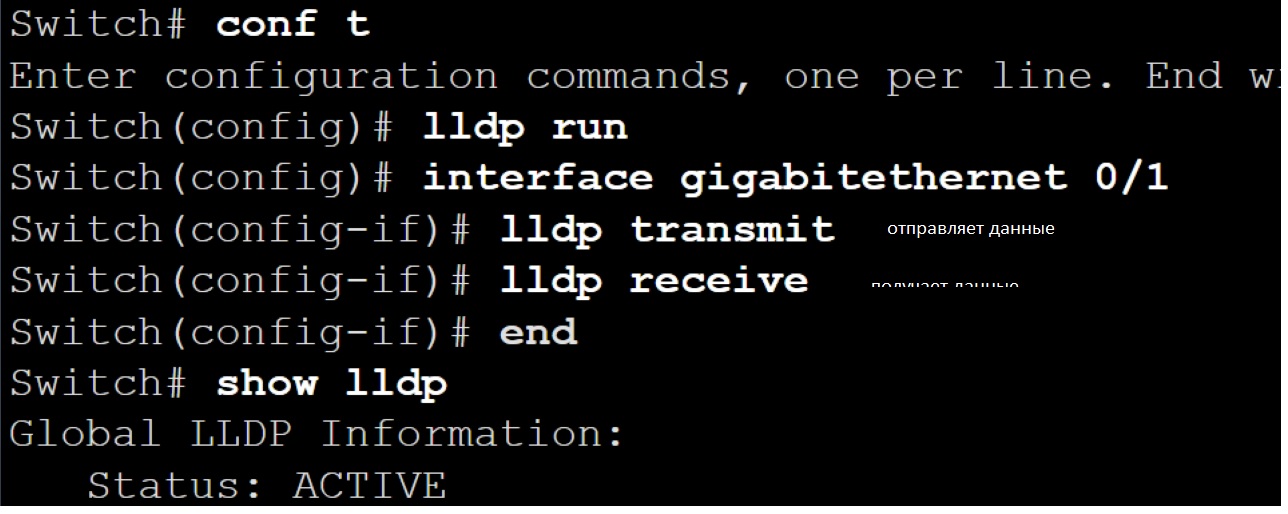 Switch# conf t
Enter configuration commands, one per line. End
Switch(config)# lldp run
Switch(config)# interface gigabitethernet 0/1
Switch(config-if)# lldp transmit отправляет данные
Switch(config-if)# lldp receive получает данные
Switch(config-if)# end
Switch# show lldp
Global LLDP Information:
Status: ACTIVE